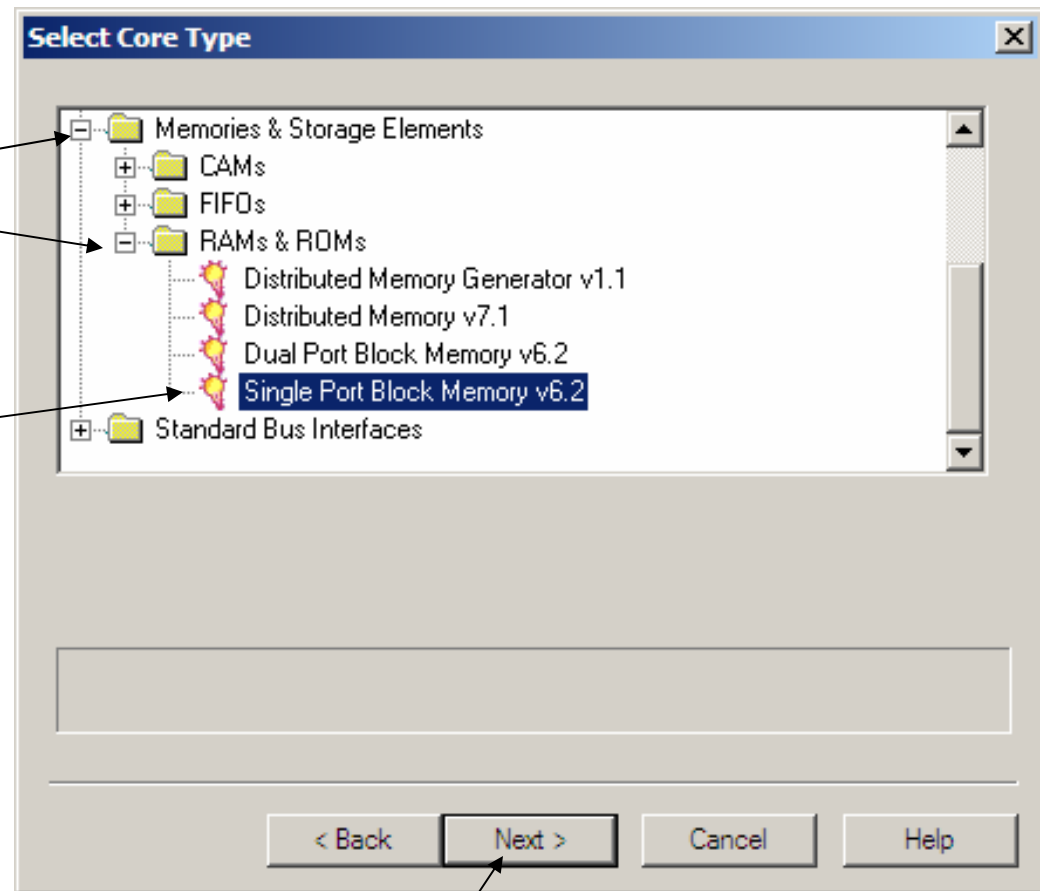 Select Core Type
Memories & Storage Elements
CAMs
FIFOs
RAMs & ROMs
Distributed Memory Generator v1.1
Distributed Memory v7.1
Dual Port Block Memory v6.2
Single Port Block Memory v6.2
Standard Bus Interfaces
< Back Next > Cancel Help